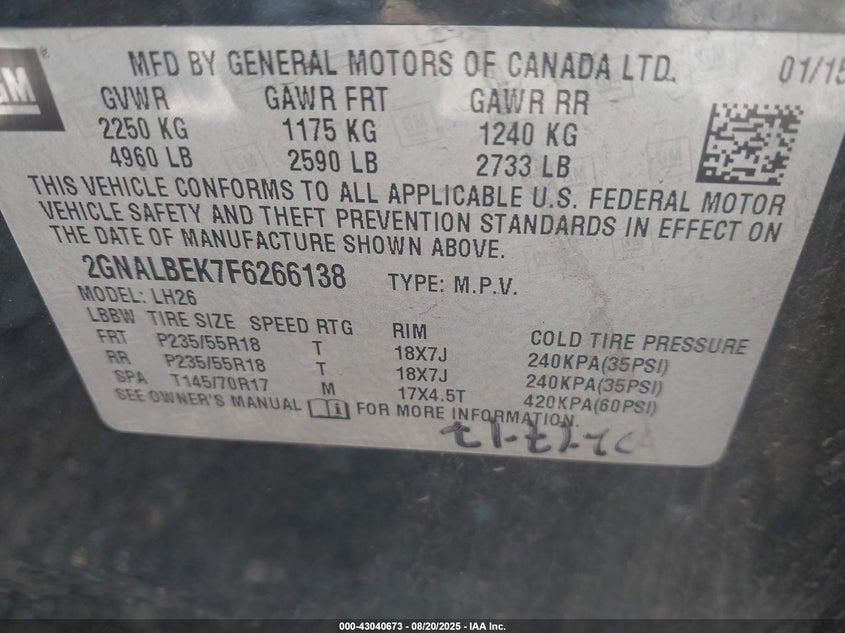 GM
®
MFD BY GENERAL MOTORS OF CANADA LTD. 01/15
GVWR GAWR FRT GAWR RR
2250 KG 1175 KG 1240 KG
4960 LB 2590 LB 2733 LB
THIS VEHICLE CONFORMS TO ALL APPLICABLE U.S. FEDERAL MOTOR
VEHICLE SAFETY AND THEFT PREVENTION STANDARDS IN EFFECT ON
THE DATE OF MANUFACTURE SHOWN ABOVE.
2GNALBEK7F6266138 TYPE: M.P.V.
MODEL: LH26
LBBW TIRE SIZE SPEED RTG RIM COLD TIRE PRESSURE
FRT P235/55R18 T 18X7J 240KPA(35PSI)
RR P235/55R18 T 18X7J 240KPA(35PSI)
SPA T145/70R17 M 17X4.5T 420KPA(60PSI)
SEE OWNER'S MANUAL FOR MORE INFORMATION.
000-43040673 - 08/20/2025 - IAA Inc.